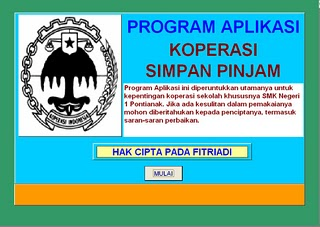 PROGRAM APLIKASI
KOPERASI
SIMPAN PINJAM
Program Aplikasi ini diperuntukkan utamanya untuk
kepentingan koperasi sekolah khususnya SMK Negeri
1 Pontianak. Jika ada kesulitan dalam pemakaianya
mohon diberitahukan kepada penciptanya, termasuk
saran-saran perbaikan.
KOPERASI INDONESIA
HAK CIPTA PADA FITRIADI
MULAI